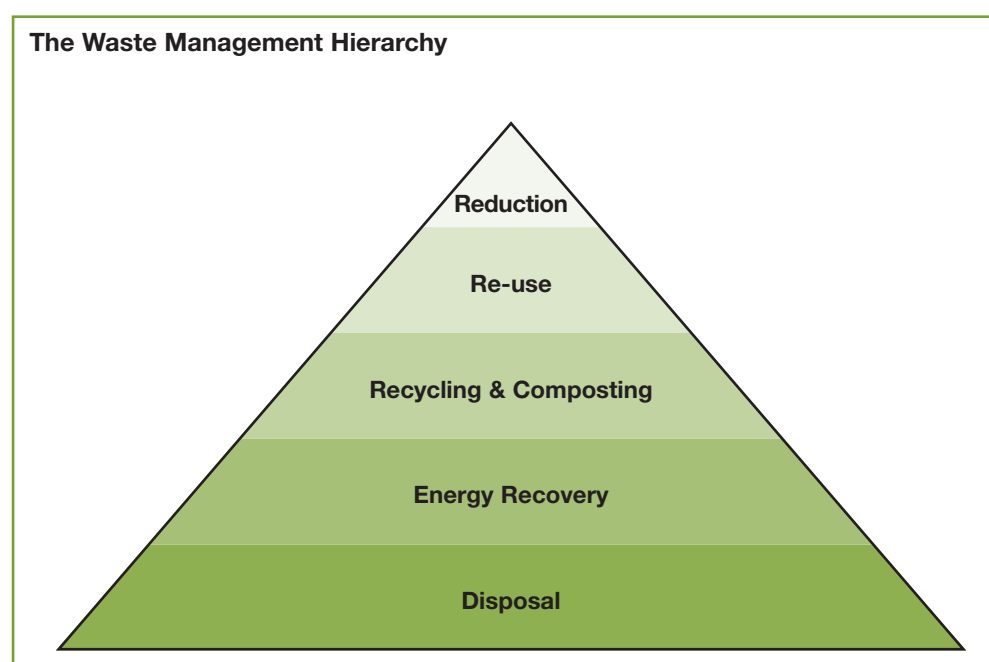 The Waste Management Hierarchy
Reduction
Re-use
Recycling & Composting
Energy Recovery
Disposal